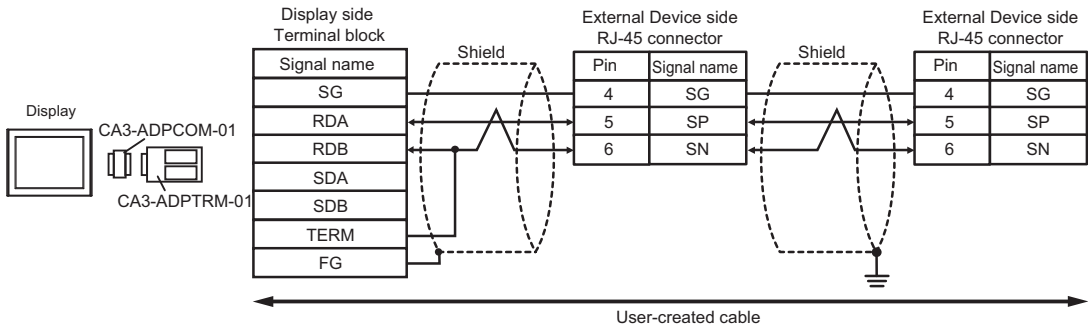 Display side
Terminal block
External Device side
RJ-45 connector
External Device side
RJ-45 connector
Signal name
Shield
Pin Signal name
Shield
Pin Signal name
SG
4 SG
4 SG
Display
RDA
5 SP
5 SP
CA3-ADPCOM-01
RDB
6 SN
6 SN
SDA
CA3-ADPTRM-01
SDB
TERM
FG
User-created cable